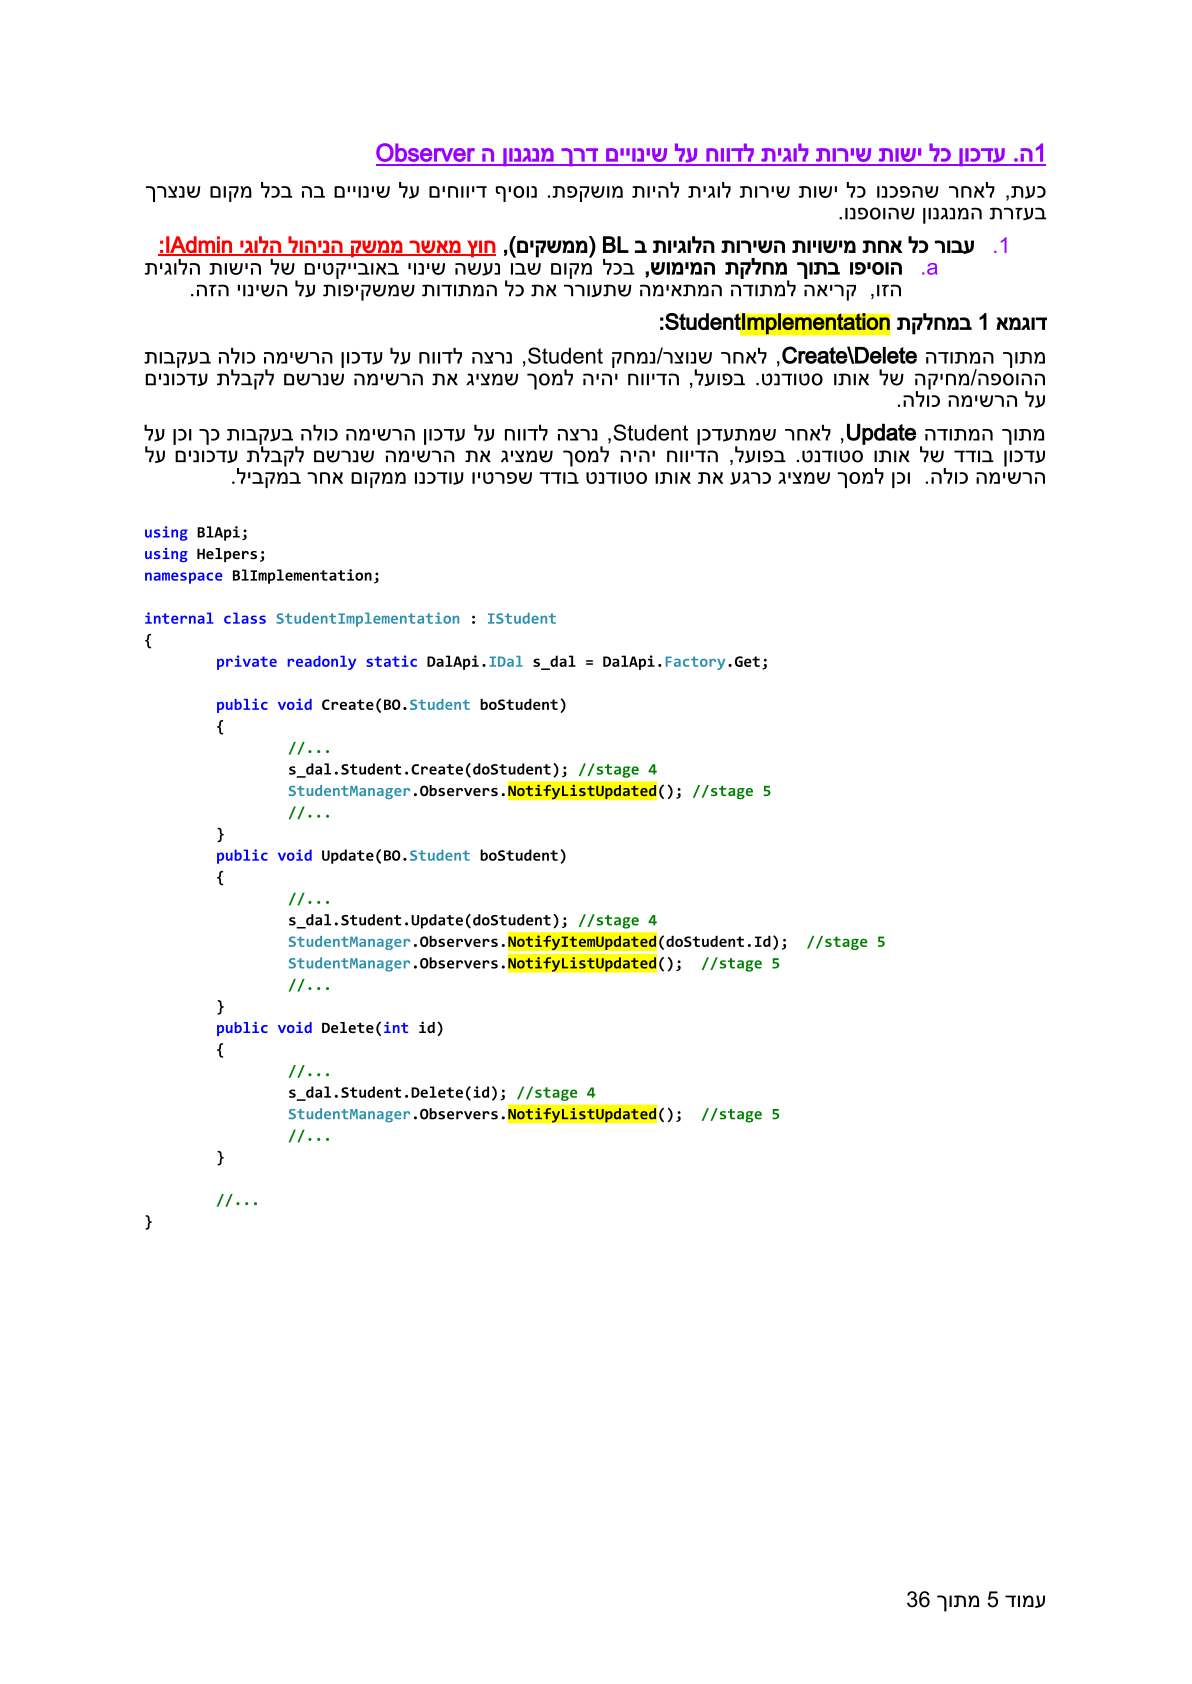 1ה. עדכון כל ישות שירות לוגית לדווח על שינויים דרך מנגנון ה Observer
כעת, לאחר שהפכנו כל ישות שירות לוגית להיות מושקפת. נוסיף דיווחים על שינויים בה בכל מקום שנצרך
בעזרת המנגנון שהוספנו.
1. עבור כל אחת מישויות השירות הלוגיות ב BL (ממשקים), חוץ מאשר ממשק הניהול הלוגי IAdmin:
a. הוסיפו בתוך מחלקת המימוש, בכל מקום שבו נעשה שינוי באובייקטים של הישות הלוגית
הזו, קריאה למתודה המתאימה שתעורר את כל המתודות שמשקיפות על השינוי הזה.
דוגמא 1 במחלקת StudentImplementation:
מתוך המתודה Create\Delete, לאחר שנוצר/נמחק Student, נרצה לדווח על עדכון הרשימה כולה בעקבות
ההוספה/מחיקה של אותו סטודנט. בפועל, הדיווח יהיה למסך שמציג את הרשימה שנרשם לקבלת עדכונים
על הרשימה כולה.
מתוך המתודה Update, לאחר שמתעדכן Student, נרצה לדווח על עדכון הרשימה כולה בעקבות כך וכן על
עדכון בודד של אותו סטודנט. בפועל, הדיווח יהיה למסך שמציג את הרשימה שנרשם לקבלת עדכונים על
הרשימה כולה. וכן למסך שמציג כרגע את אותו סטודנט בודד שפרטיו עודכנו ממקום אחר במקביל.
using BlApi;
using Helpers;
namespace BlImplementation;
internal class StudentImplementation : IStudent
{
private readonly static DalApi.IDal s_dal = DalApi.Factory.Get;
public void Create(BO.Student boStudent)
{
//...
s_dal.Student.Create(doStudent); //stage 4
StudentManager.Observers.NotifyListUpdated(); //stage 5
//...
}
public void Update(BO.Student boStudent)
{
//...
s_dal.Student.Update(doStudent); //stage 4
StudentManager.Observers.NotifyItemUpdated(doStudent.Id);  //stage 5
StudentManager.Observers.NotifyListUpdated();  //stage 5
//...
}
public void Delete(int id)
{
//...
s_dal.Student.Delete(id); //stage 4
StudentManager.Observers.NotifyListUpdated();  //stage 5
//...
}
//...
}
עמוד 5 מתוך 36